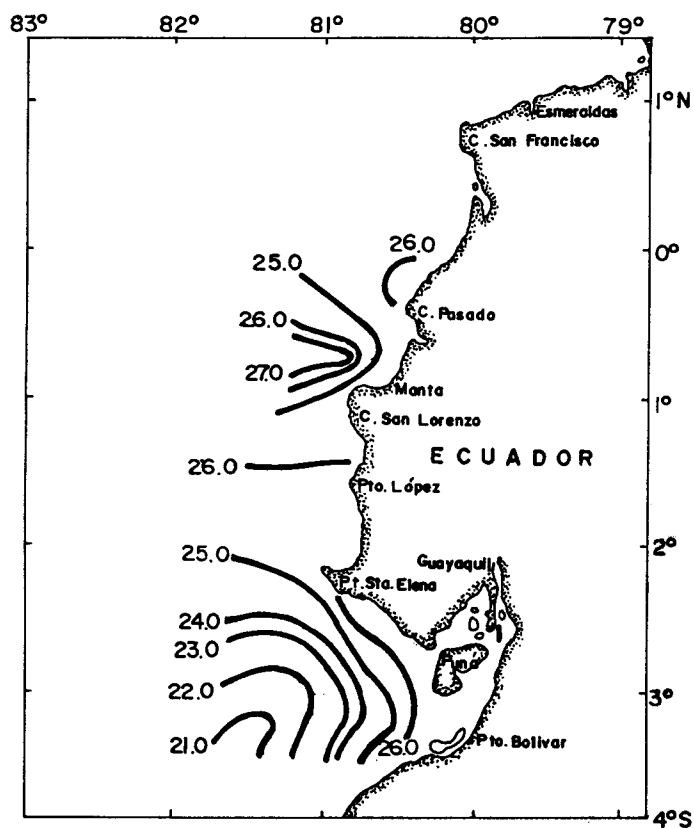 83° 82° 81° 80° 79°
1°N
Esmeraldas
C. San Francisco
26.0
0°
25.0
C. Pasado
26.0
27.0
Manta
1°
C. San Lorenzo
ECUADOR
26.0
Pto. López
2°
25.0
Guayaquil
Pt. Sta. Elena
24.0
23.0
22.0
3°
21.0
26.0
Pto. Bolivar
4°S